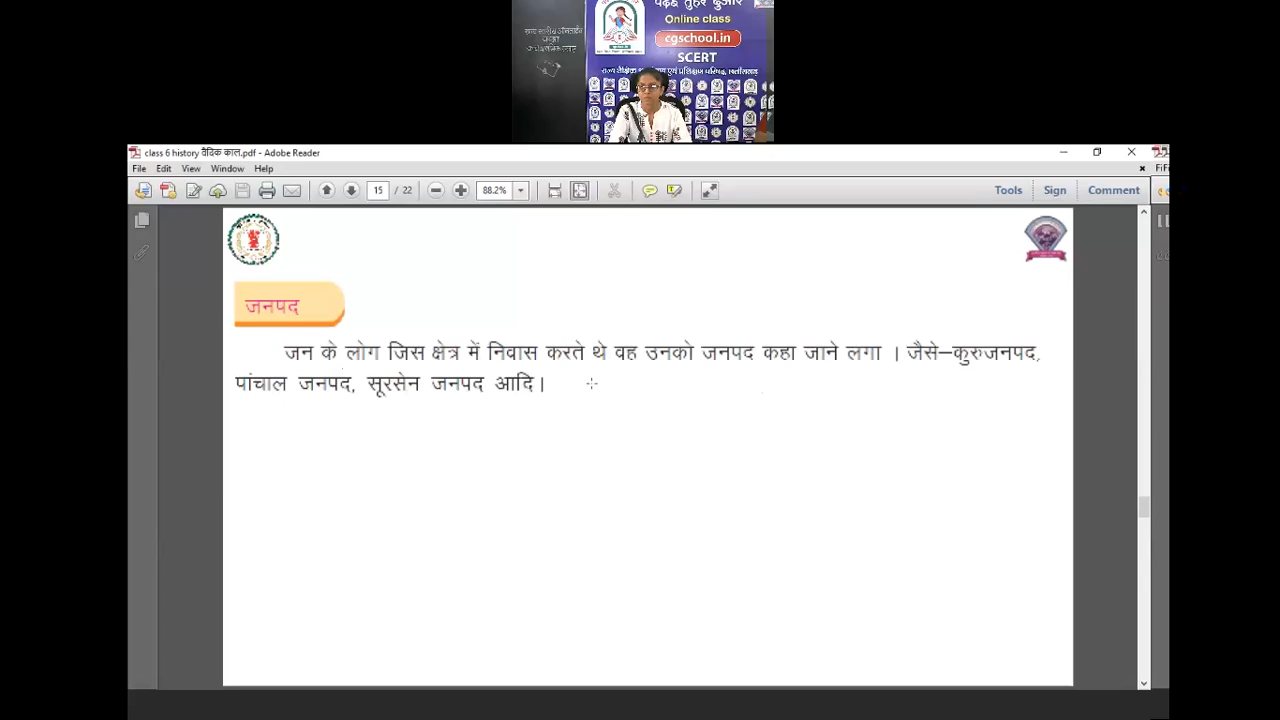 पढ़ई तुंहर दुआर
Online class
cgschool.in
SCERT
class 6 history वैदिक काल.pdf - Adobe Reader
File Edit View Window Help
15 / 22 88.2% Tools Sign Comment
जनपद
जन के लोग जिस क्षेत्र में निवास करते थे वह उनको जनपद कहा जाने लगा । जैसे–कुरुजनपद,
पांचाल जनपद, सूरसेन जनपद आदि।